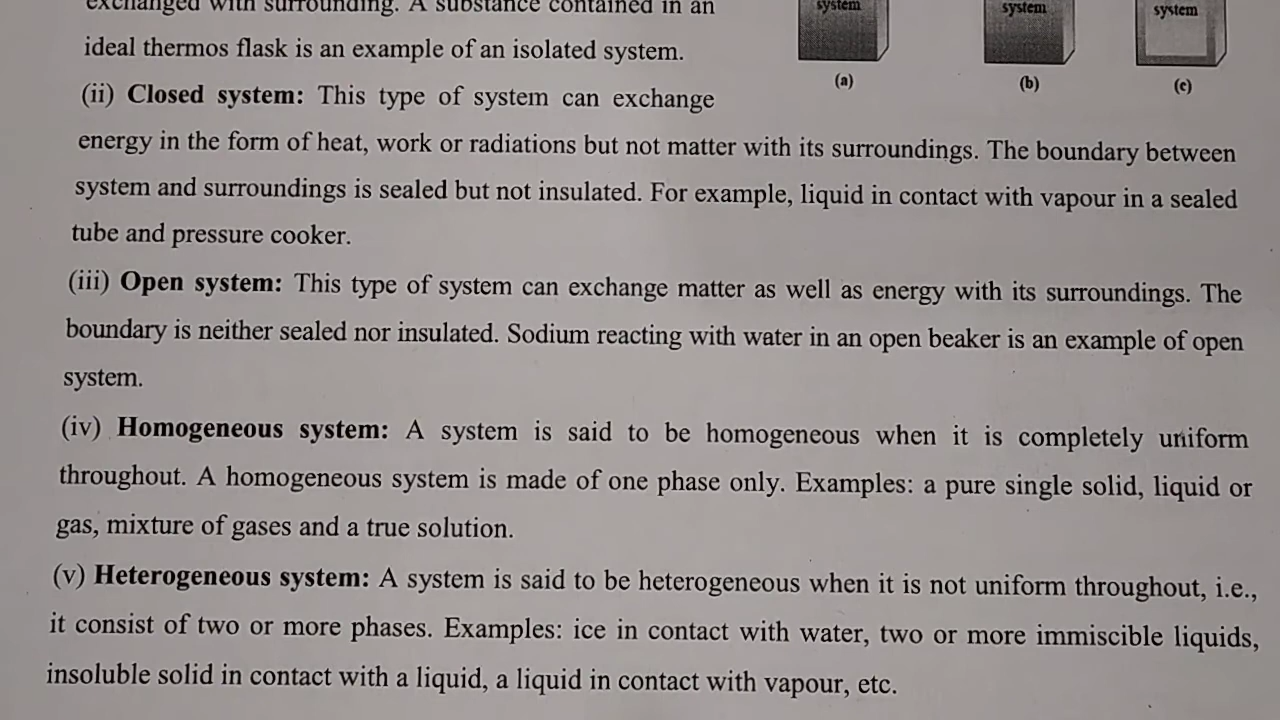 exchanged with surrounding. A substance contained in an
ideal thermos flask is an example of an isolated system.
system system system
(a) (b) (c)
(ii) Closed system: This type of system can exchange
energy in the form of heat, work or radiations but not matter with its surroundings. The boundary between
system and surroundings is sealed but not insulated. For example, liquid in contact with vapour in a sealed
tube and pressure cooker.
(iii) Open system: This type of system can exchange matter as well as energy with its surroundings. The
boundary is neither sealed nor insulated. Sodium reacting with water in an open beaker is an example of open
system.
(iv) Homogeneous system: A system is said to be homogeneous when it is completely uniform
throughout. A homogeneous system is made of one phase only. Examples: a pure single solid, liquid or
gas, mixture of gases and a true solution.
(v) Heterogeneous system: A system is said to be heterogeneous when it is not uniform throughout, i.e.,
it consist of two or more phases. Examples: ice in contact with water, two or more immiscible liquids,
insoluble solid in contact with a liquid, a liquid in contact with vapour, etc.